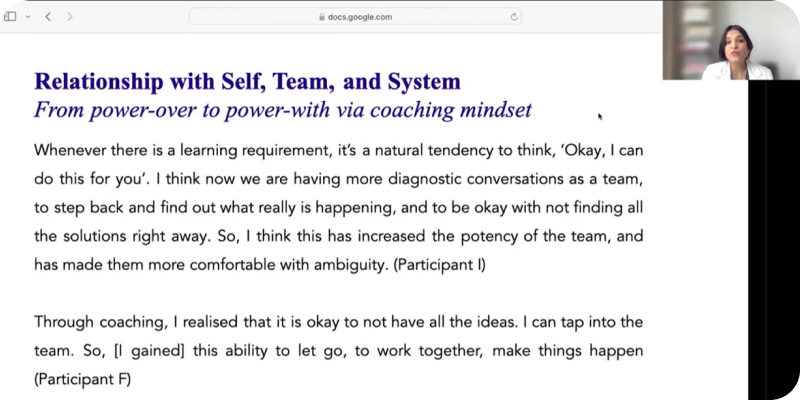 docs.google.com
Relationship with Self, Team, and System
From power-over to power-with via coaching mindset
Whenever there is a learning requirement, it's a natural tendency to think, 'Okay, I can
do this for you'. I think now we are having more diagnostic conversations as a team,
to step back and find out what really is happening, and to be okay with not finding all
the solutions right away. So, I think this has increased the potency of the team, and
has made them more comfortable with ambiguity. (Participant I)
Through coaching, I realised that it is okay to not have all the ideas. I can tap into the
team. So, [I gained] this ability to let go, to work together, make things happen
(Participant F)